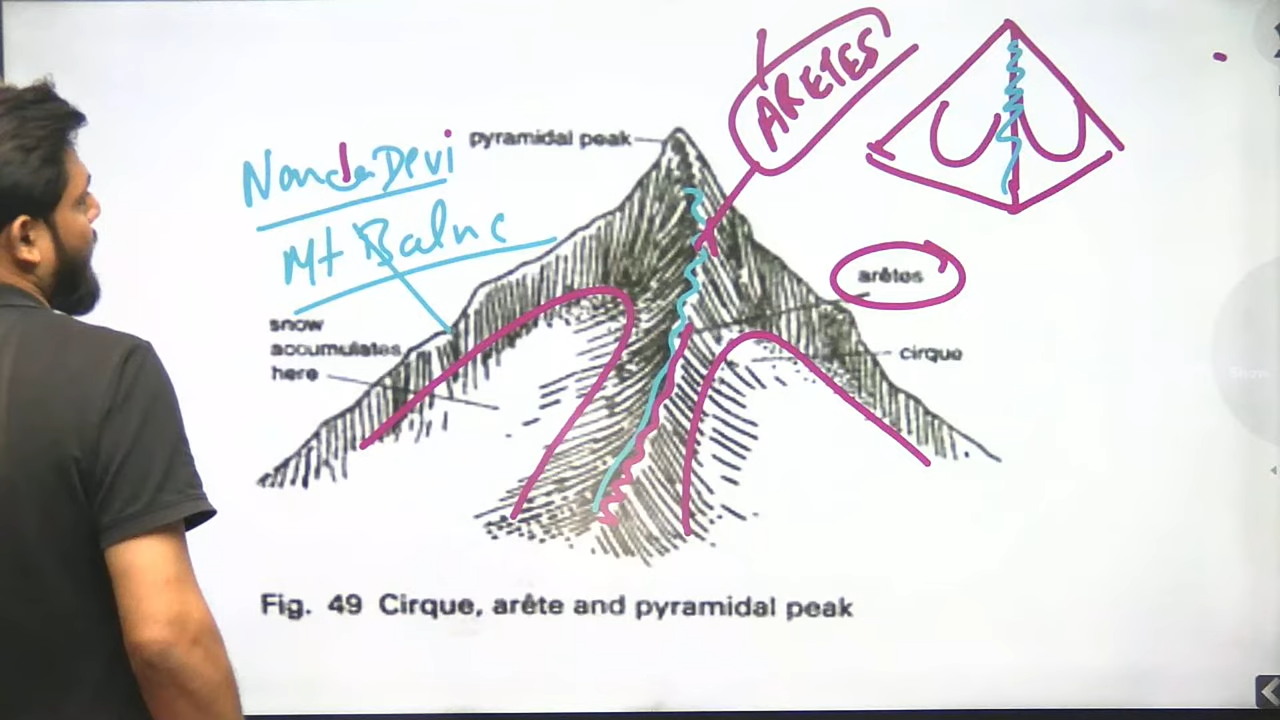 ARETES
pyramidal peak
Nanda Devi
Mt Balnc
arêtes
snow
accumulates
here
cirque
Fig. 49 Cirque, arête and pyramidal peak